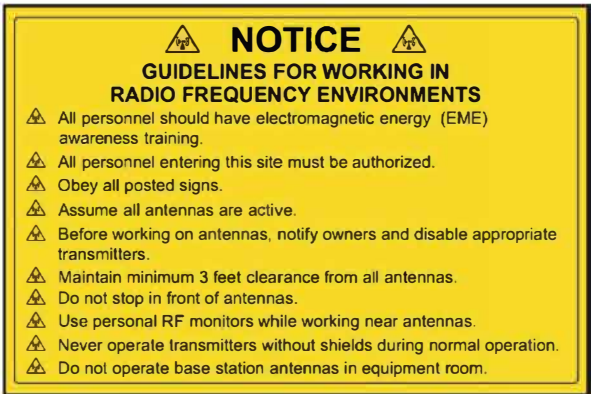 NOTICE
GUIDELINES FOR WORKING IN
RADIO FREQUENCY ENVIRONMENTS
All personnel should have electromagnetic energy (EME)
awareness training.
All personnel entering this site must be authorized.
Obey all posted signs.
Assume all antennas are active.
Before working on antennas, notify owners and disable appropriate
transmitters.
Maintain minimum 3 feet clearance from all antennas.
Do not stop in front of antennas.
Use personal RF monitors while working near antennas.
Never operate transmitters without shields during normal operation.
Do not operate base station antennas in equipment room.